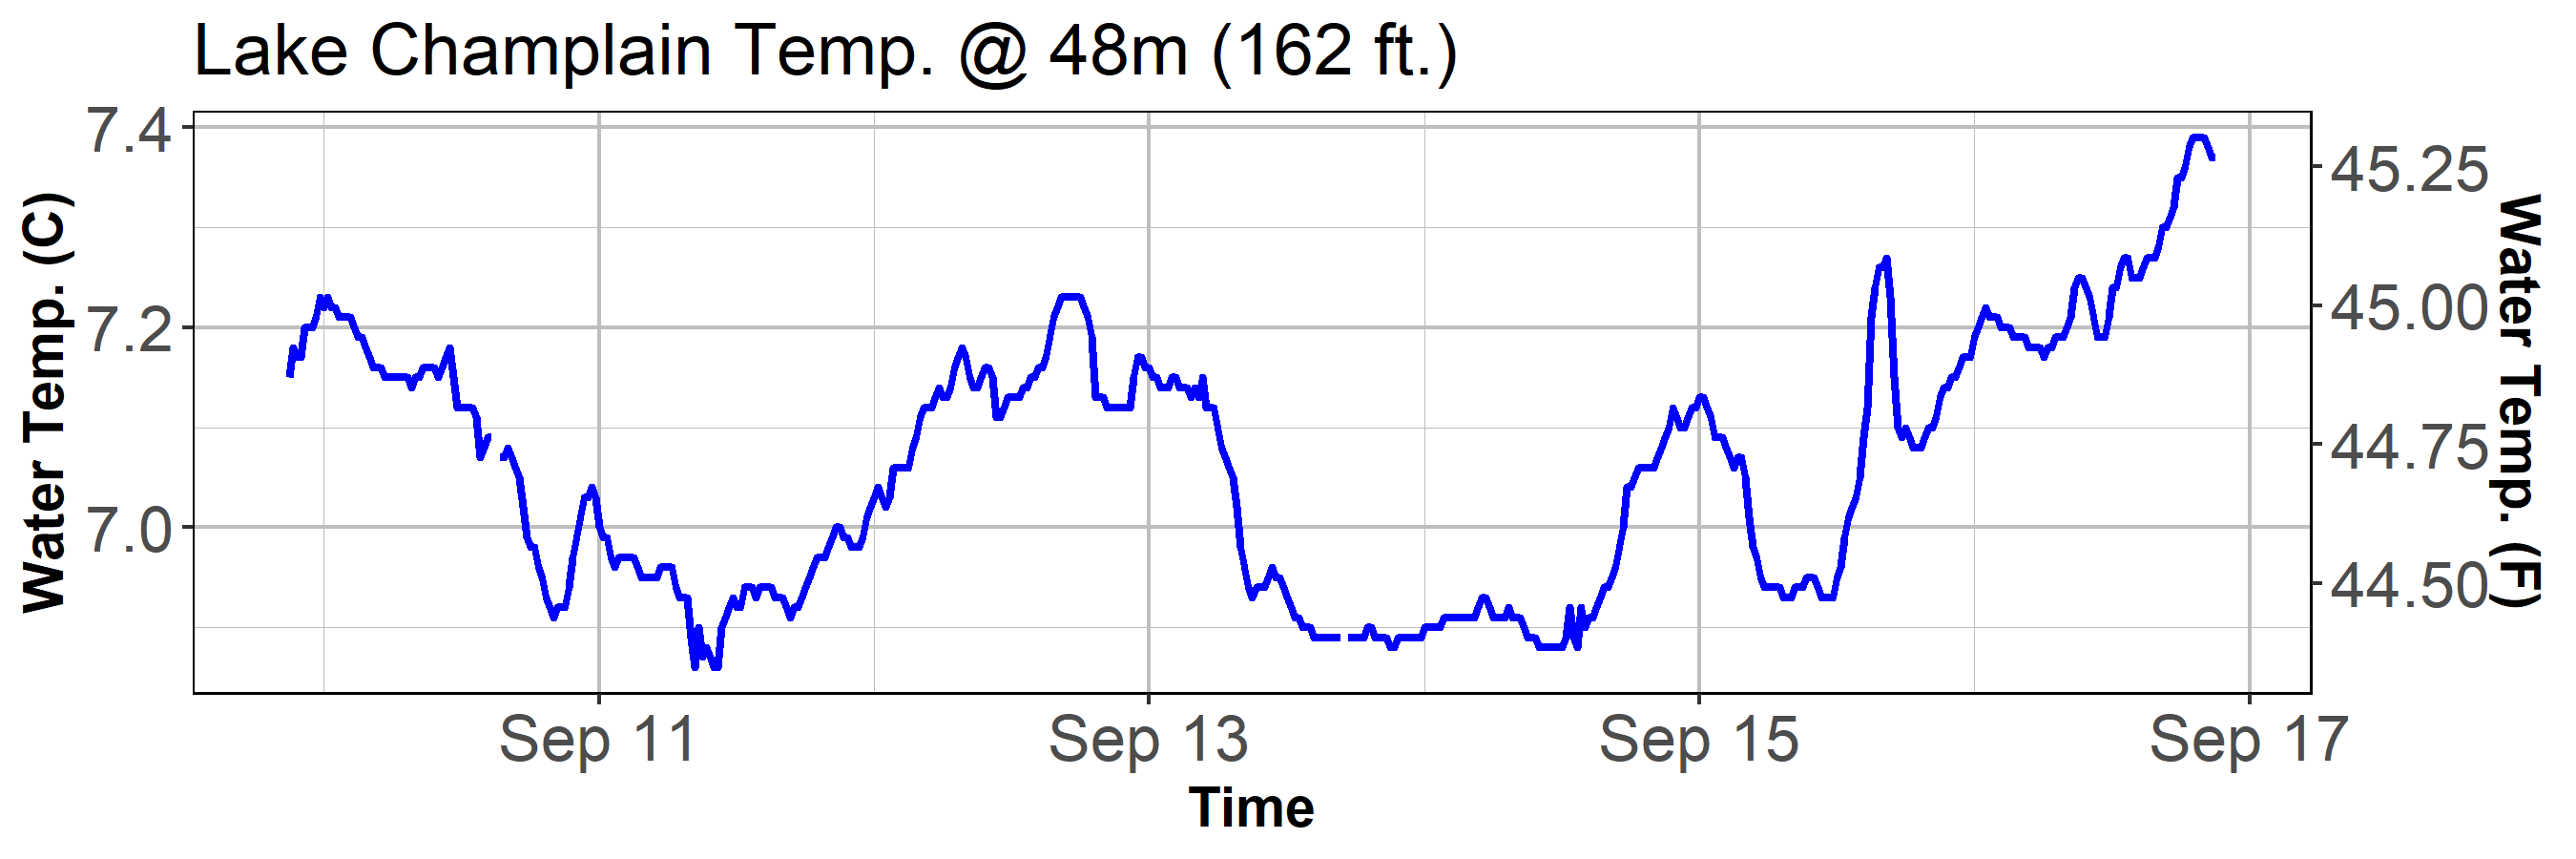 Lake Champlain Temp. @ 48m (162 ft.)
Water Temp. (C)
7.4
7.2
7.0
45.25
45.00
44.75
44.50
Water Temp. (F)
Sep 11 Sep 13 Sep 15 Sep 17
Time